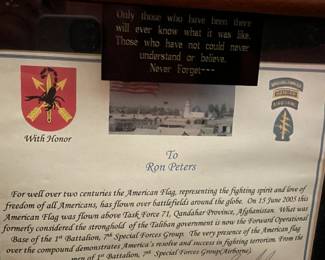 Only those who have been there
will ever know what it was like.
Those who have not could never
understand or believe.
Never Forget---
With Honor
To
Ron Peters
For well over two centuries the American Flag, representing the fighting spirit and love of
freedom of all Americans, has flown over battlefields around the globe. On 15 June 2005 this
American Flag was flown above Task Force 71, Qandaher Province, Afghanistan. What was
formerly considered the stronghold of the Taliban government is now the Forward Operational
Base of the 1st Battalion, 7th Special Forces Group. The very presence of American flag
over the compound demonstrates America's resolve and success in fighting terrorism. From the
men of 1st Battalion, 7th Special Forces Group(Airborne).